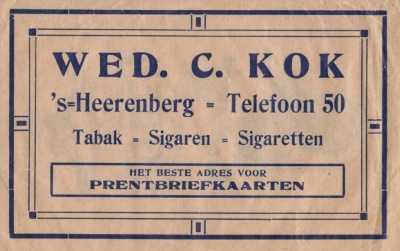 WED. C. KOK
's=Heerenberg = Telefoon 50
Tabak = Sigaren = Sigaretten
HET BESTE ADRES VOOR
PRENTBRIEFKAARTEN